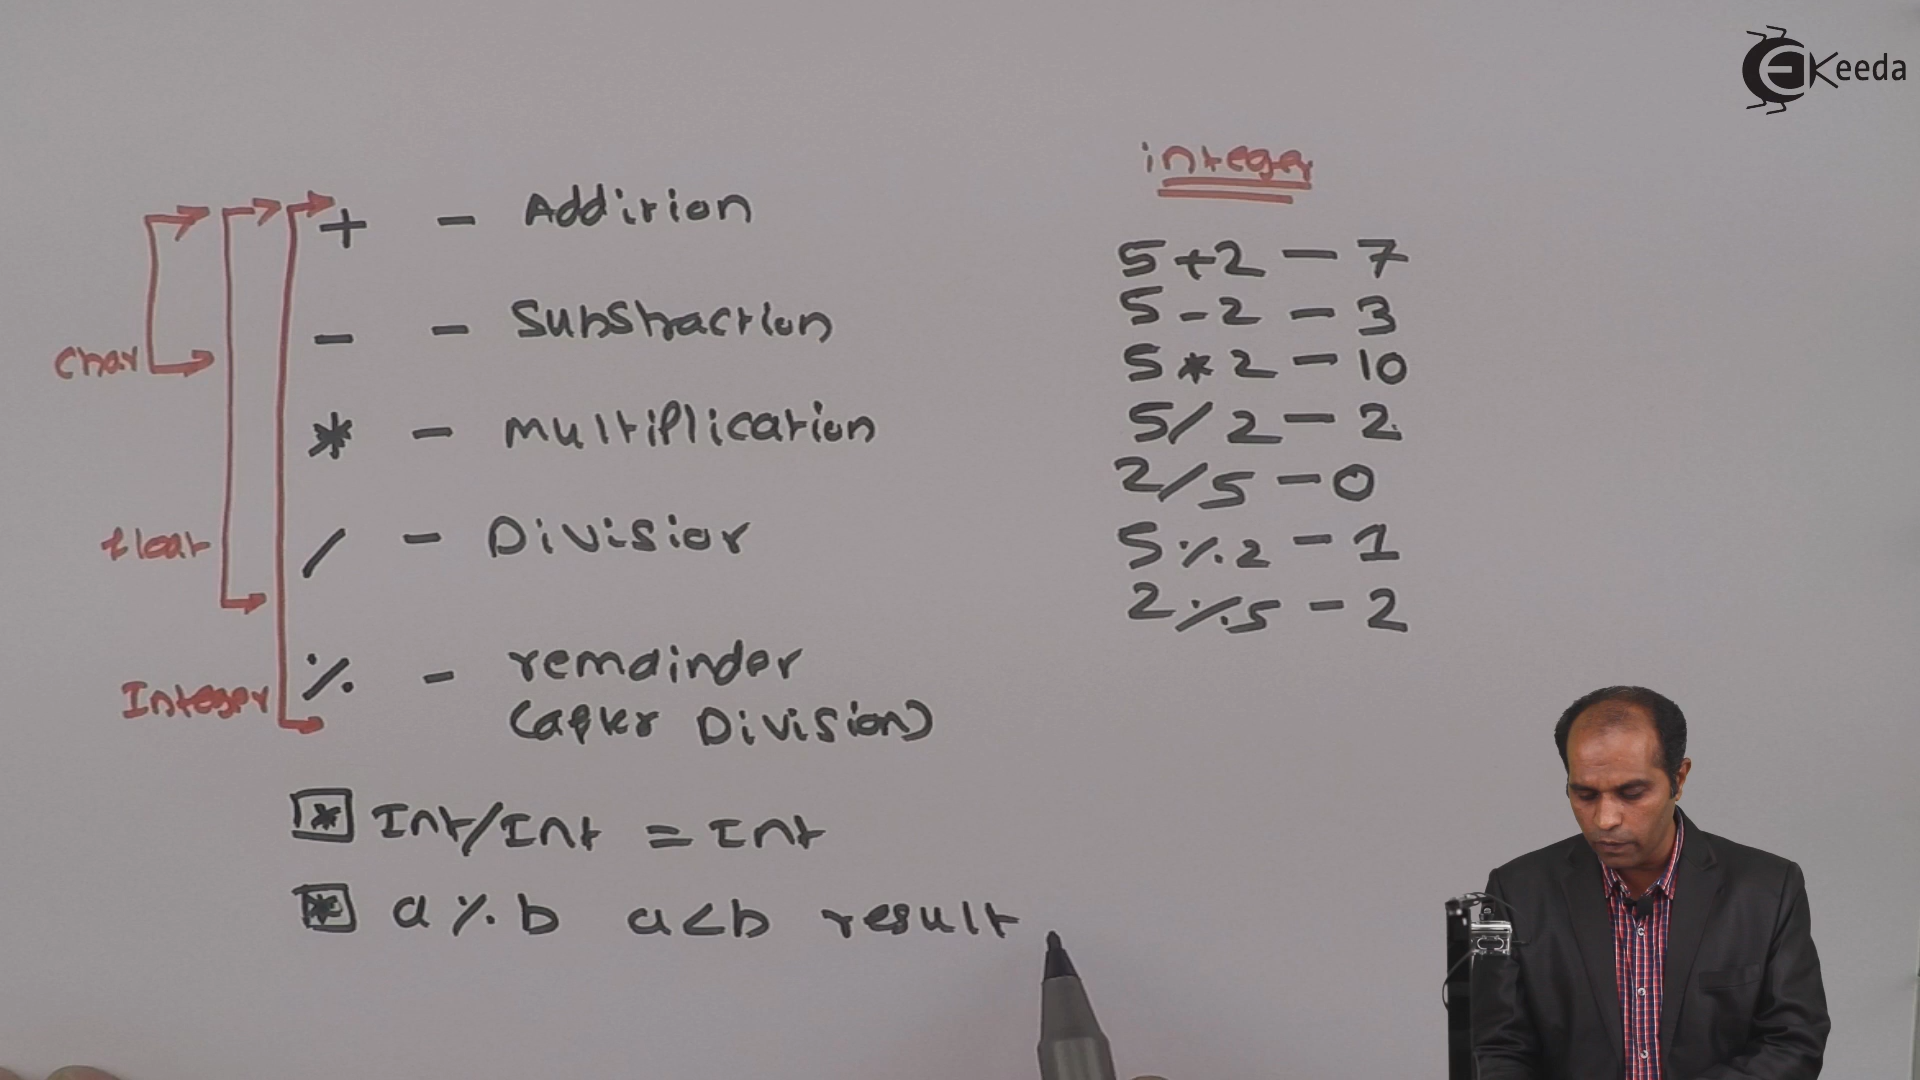 EKeeda
+ - Addition
- - Substraction
* - Multiplication
/ - Division
% - remainder
(after Division)
Char
float
Integer
* Int/Int = Int
* a % b a<b result
integer
5+2 - 7
5-2 - 3
5*2 - 10
5/2 - 2
2/5 - 0
5%2 - 1
2%5 - 2